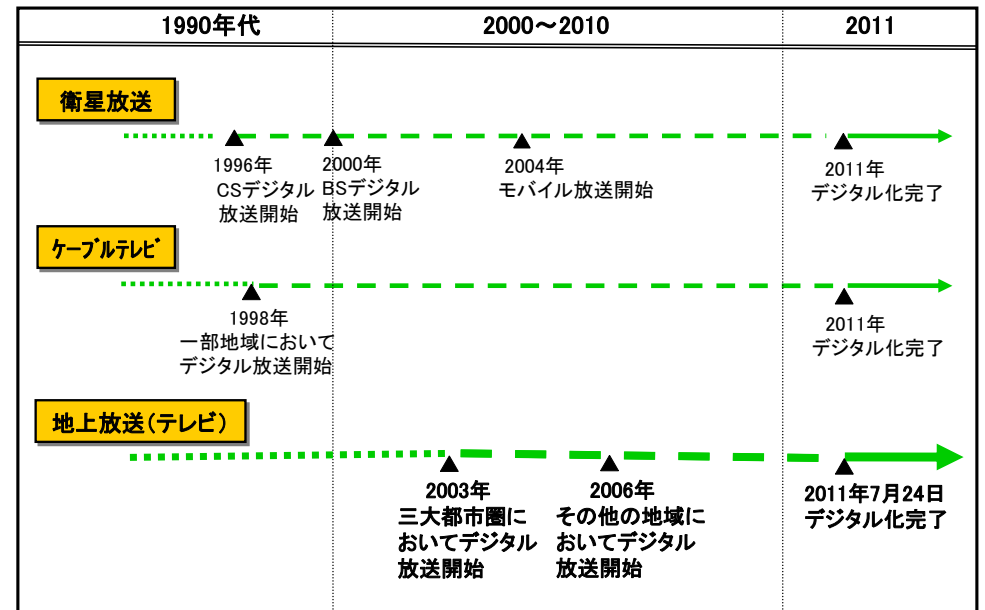 1990年代
2000～2010
2011
衛星放送
1996年
CSデジタル
放送開始
2000年
BSデジタル
放送開始
2004年
モバイル放送開始
2011年
デジタル化完了
ｹｰﾌﾞﾙﾃﾚﾋﾞ
1998年
一部地域において
デジタル放送開始
2011年
デジタル化完了
地上放送（テレビ）
2003年
三大都市圏に
おいてデジタル
放送開始
2006年
その他の地域に
おいてデジタル
放送開始
2011年7月24日
デジタル化完了